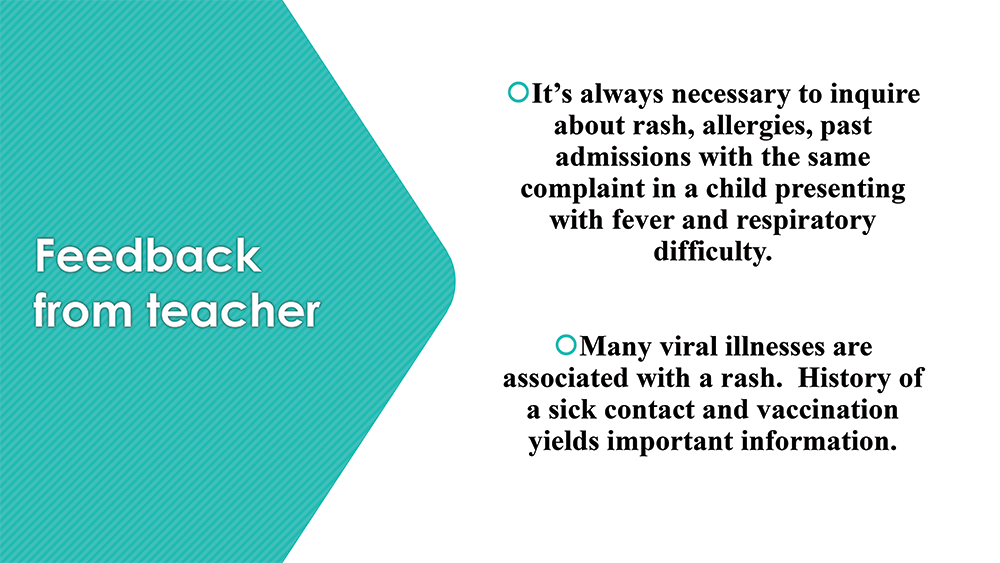 Feedback
from teacher
It’s always necessary to inquire
about rash, allergies, past
admissions with the same
complaint in a child presenting
with fever and respiratory
difficulty.
Many viral illnesses are
associated with a rash.  History of
a sick contact and vaccination
yields important information.